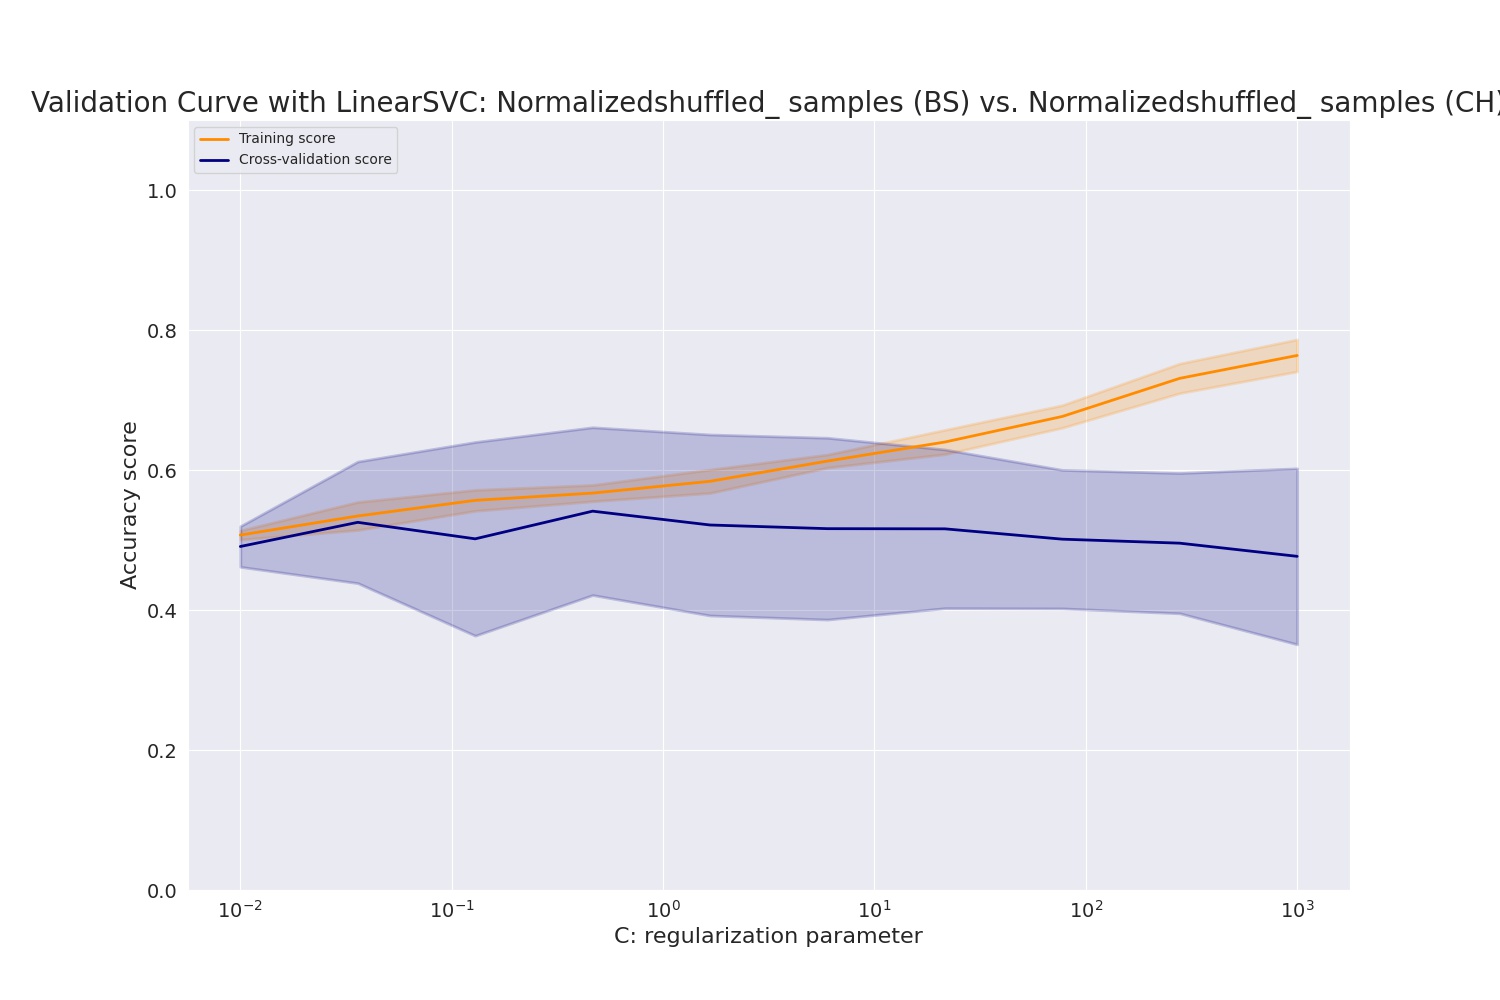 Validation Curve with LinearSVC: Normalizedshuffled_ samples (BS) vs. Normalizedshuffled_ samples (CH)
Training score
Cross-validation score
1.0
0.8
0.6
0.4
0.2
0.0
Accuracy score
10⁻² 10⁻¹ 10⁰ 10¹ 10² 10³
C: regularization parameter